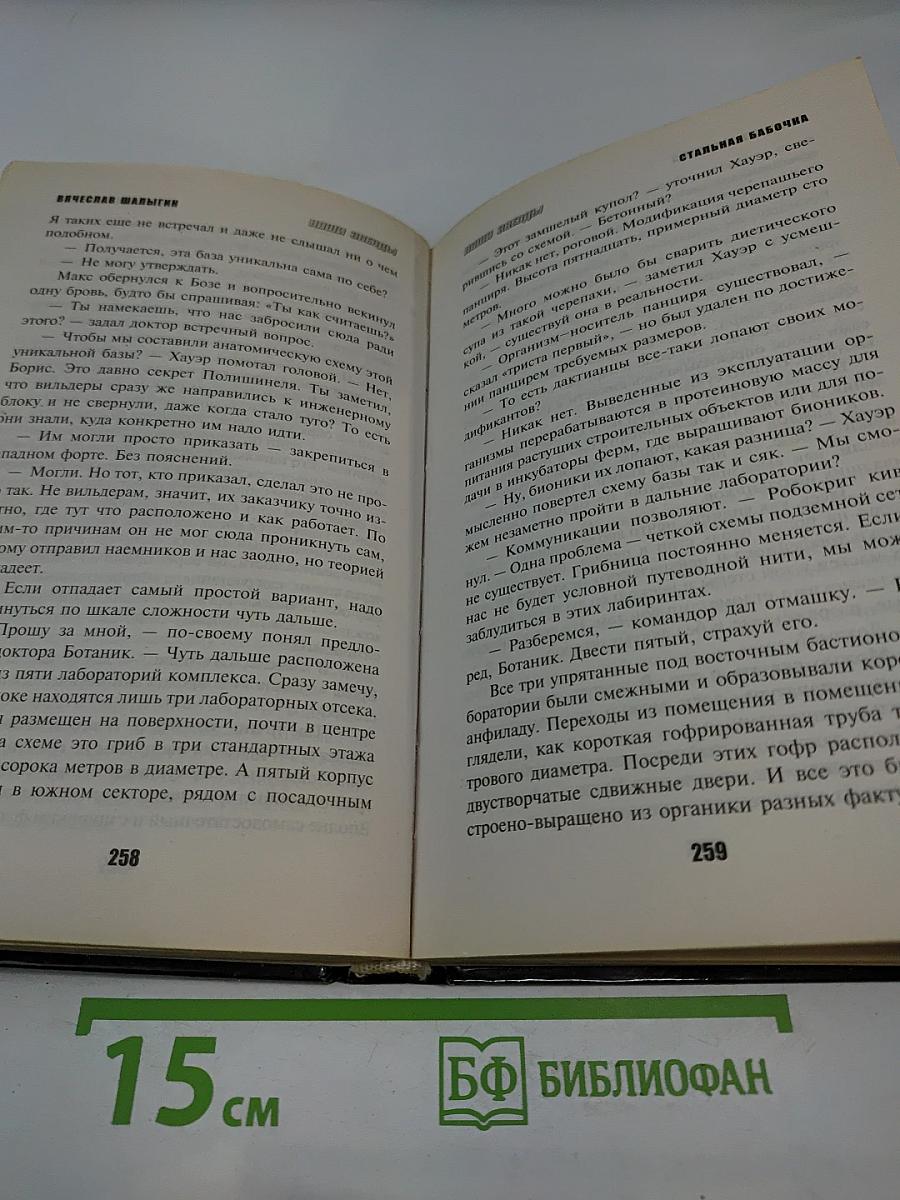 ВЯЧЕСЛАВ ШАЛЫГИН
Я таких еще не встречал и даже не слышал ни о чем
подобном.
— Получается, эта база уникальна сама по себе?
— Не могу утверждать.
Макс обернулся к Бозе и вопросительно вскинул
одну бровь, будто бы спрашивая: «Ты как считаешь?»
— Ты намекаешь, что нас забросили сюда ради
этого? — задал доктор встречный вопрос.
— Чтобы мы составили анатомическую схему этой
уникальной базы? — Хауэр помотал головой. — Нет,
Борис. Это давно секрет Полишинеля. Ты заметил,
что вильдеры сразу же направились к инженерному
блоку и не свернули, даже когда стало туго? То есть
они знали, куда конкретно им надо идти.
— Им могли просто приказать — закрепиться в
падном форте. Без пояснений.
— Могли. Но тот, кто приказал, сделал это не про-
так. Не вильдерам, значит, их заказчику точно из-
тно, где тут что расположено и как работает. По
им-то причинам он не мог сюда проникнуть сам,
ому отправил наемников и нас заодно, но теорией
адеет.
Если отпадает самый простой вариант, надо
инуться по шкале сложности чуть дальше.
Прошу за мной, — по-своему понял предло-
доктора Ботаник. — Чуть дальше расположена
из пяти лабораторий комплекса. Сразу замечу,
оке находятся лишь три лабораторных отсека.
размещен на поверхности, почти в центре
а схеме это гриб в три стандартных этажа
сорока метров в диаметре. А пятый корпус
в южном секторе, рядом с посадочным
258
СТАЛЬНАЯ БАБОЧКА
— Этот замшелый купол? — уточнил Хауэр, све-
рившись со схемой. — Бетонный?
— Никак нет, роговой. Модификация черепашьего
панциря. Высота пятнадцать, примерный диаметр сто
метров.
— Много можно было бы сварить диетического
супа из такой черепахи, — заметил Хауэр с усмеш-
кой, — существуй она в реальности.
— Организм—носитель панциря существовал, —
сказал «триста первый», — но был удален по достиже-
нии панцирем требуемых размеров.
— То есть дактианцы все-таки лопают своих мо-
дификантов?
— Никак нет. Выведенные из эксплуатации ор-
ганизмы перерабатываются в протеиновую массу для
питания растущих строительных объектов или для по-
дачи в инкубаторы ферм, где выращивают биоников.
— Ну, бионики их лопают, какая разница? — Хауэр
мысленно повертел схему базы так и сяк. — Мы смо-
жем незаметно пройти в дальние лаборатории?
— Коммуникации позволяют. — Робокриг кив
нул. — Одна проблема — четкой схемы подземной сет
не существует. Грибница постоянно меняется. Если
нас не будет условной путеводной нити, мы мож
заблудиться в этих лабиринтах.
— Разберемся, — командор дал отмашку. —
ред, Ботаник. Двести пятый, страхуй его.
Все три упрятанные под восточным бастионо
боратории были смежными и образовывали коро
анфиладу. Переходы из помещения в помещени
глядели, как короткая гофрированная труба т
трового диаметра. Посреди этих гофр распол
двустворчатые сдвижные двери. И все это б
строено-выращено из органики разных факту
259
15 см
БФ БИБЛИОФАН